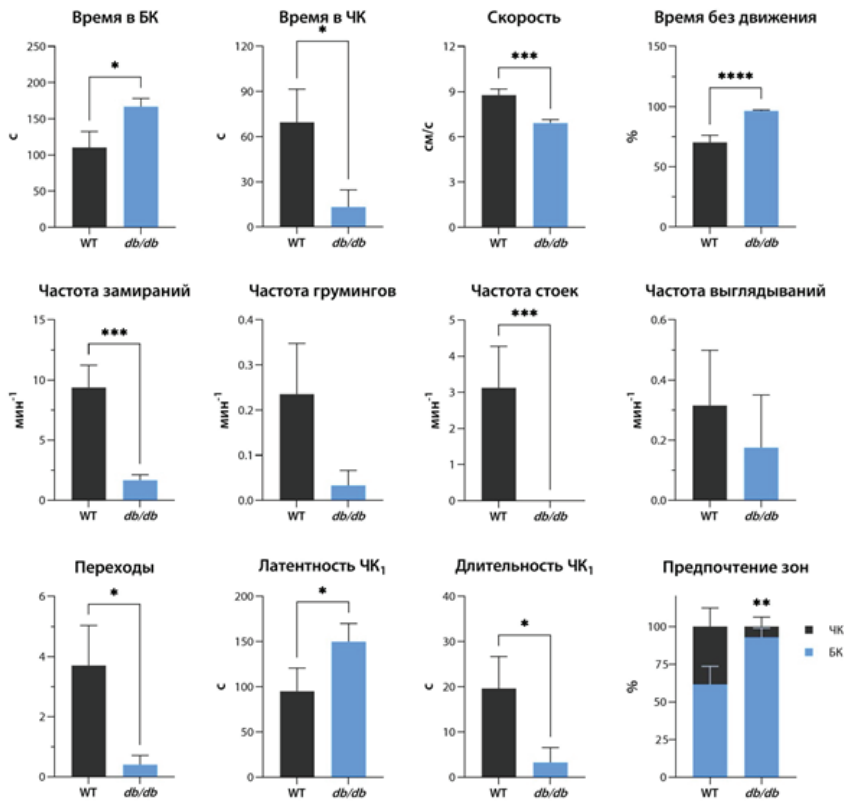 Время в БК
*
250
200
150
100
50
0
с
WT db/db
Время в ЧК
*
120
90
60
30
0
с
WT db/db
Скорость
***
12
9
6
3
0
см/с
WT db/db
Время без движения
****
150
100
50
0
%
WT db/db
Частота замираний
***
15
10
5
0
мин⁻¹
WT db/db
Частота грумингов
0.4
0.3
0.2
0.1
0.0
мин⁻¹
WT db/db
Частота стоек
***
5
4
3
2
1
0
мин⁻¹
WT db/db
Частота выглядываний
0.6
0.4
0.2
0.0
мин⁻¹
WT db/db
Переходы
*
6
4
2
0
WT db/db
Латентность ЧК₁
*
200
150
100
50
0
с
WT db/db
Длительность ЧК₁
*
40
30
20
10
0
с
WT db/db
Предпочтение зон
**
100
75
50
25
0
%
WT db/db
ЧК
БК